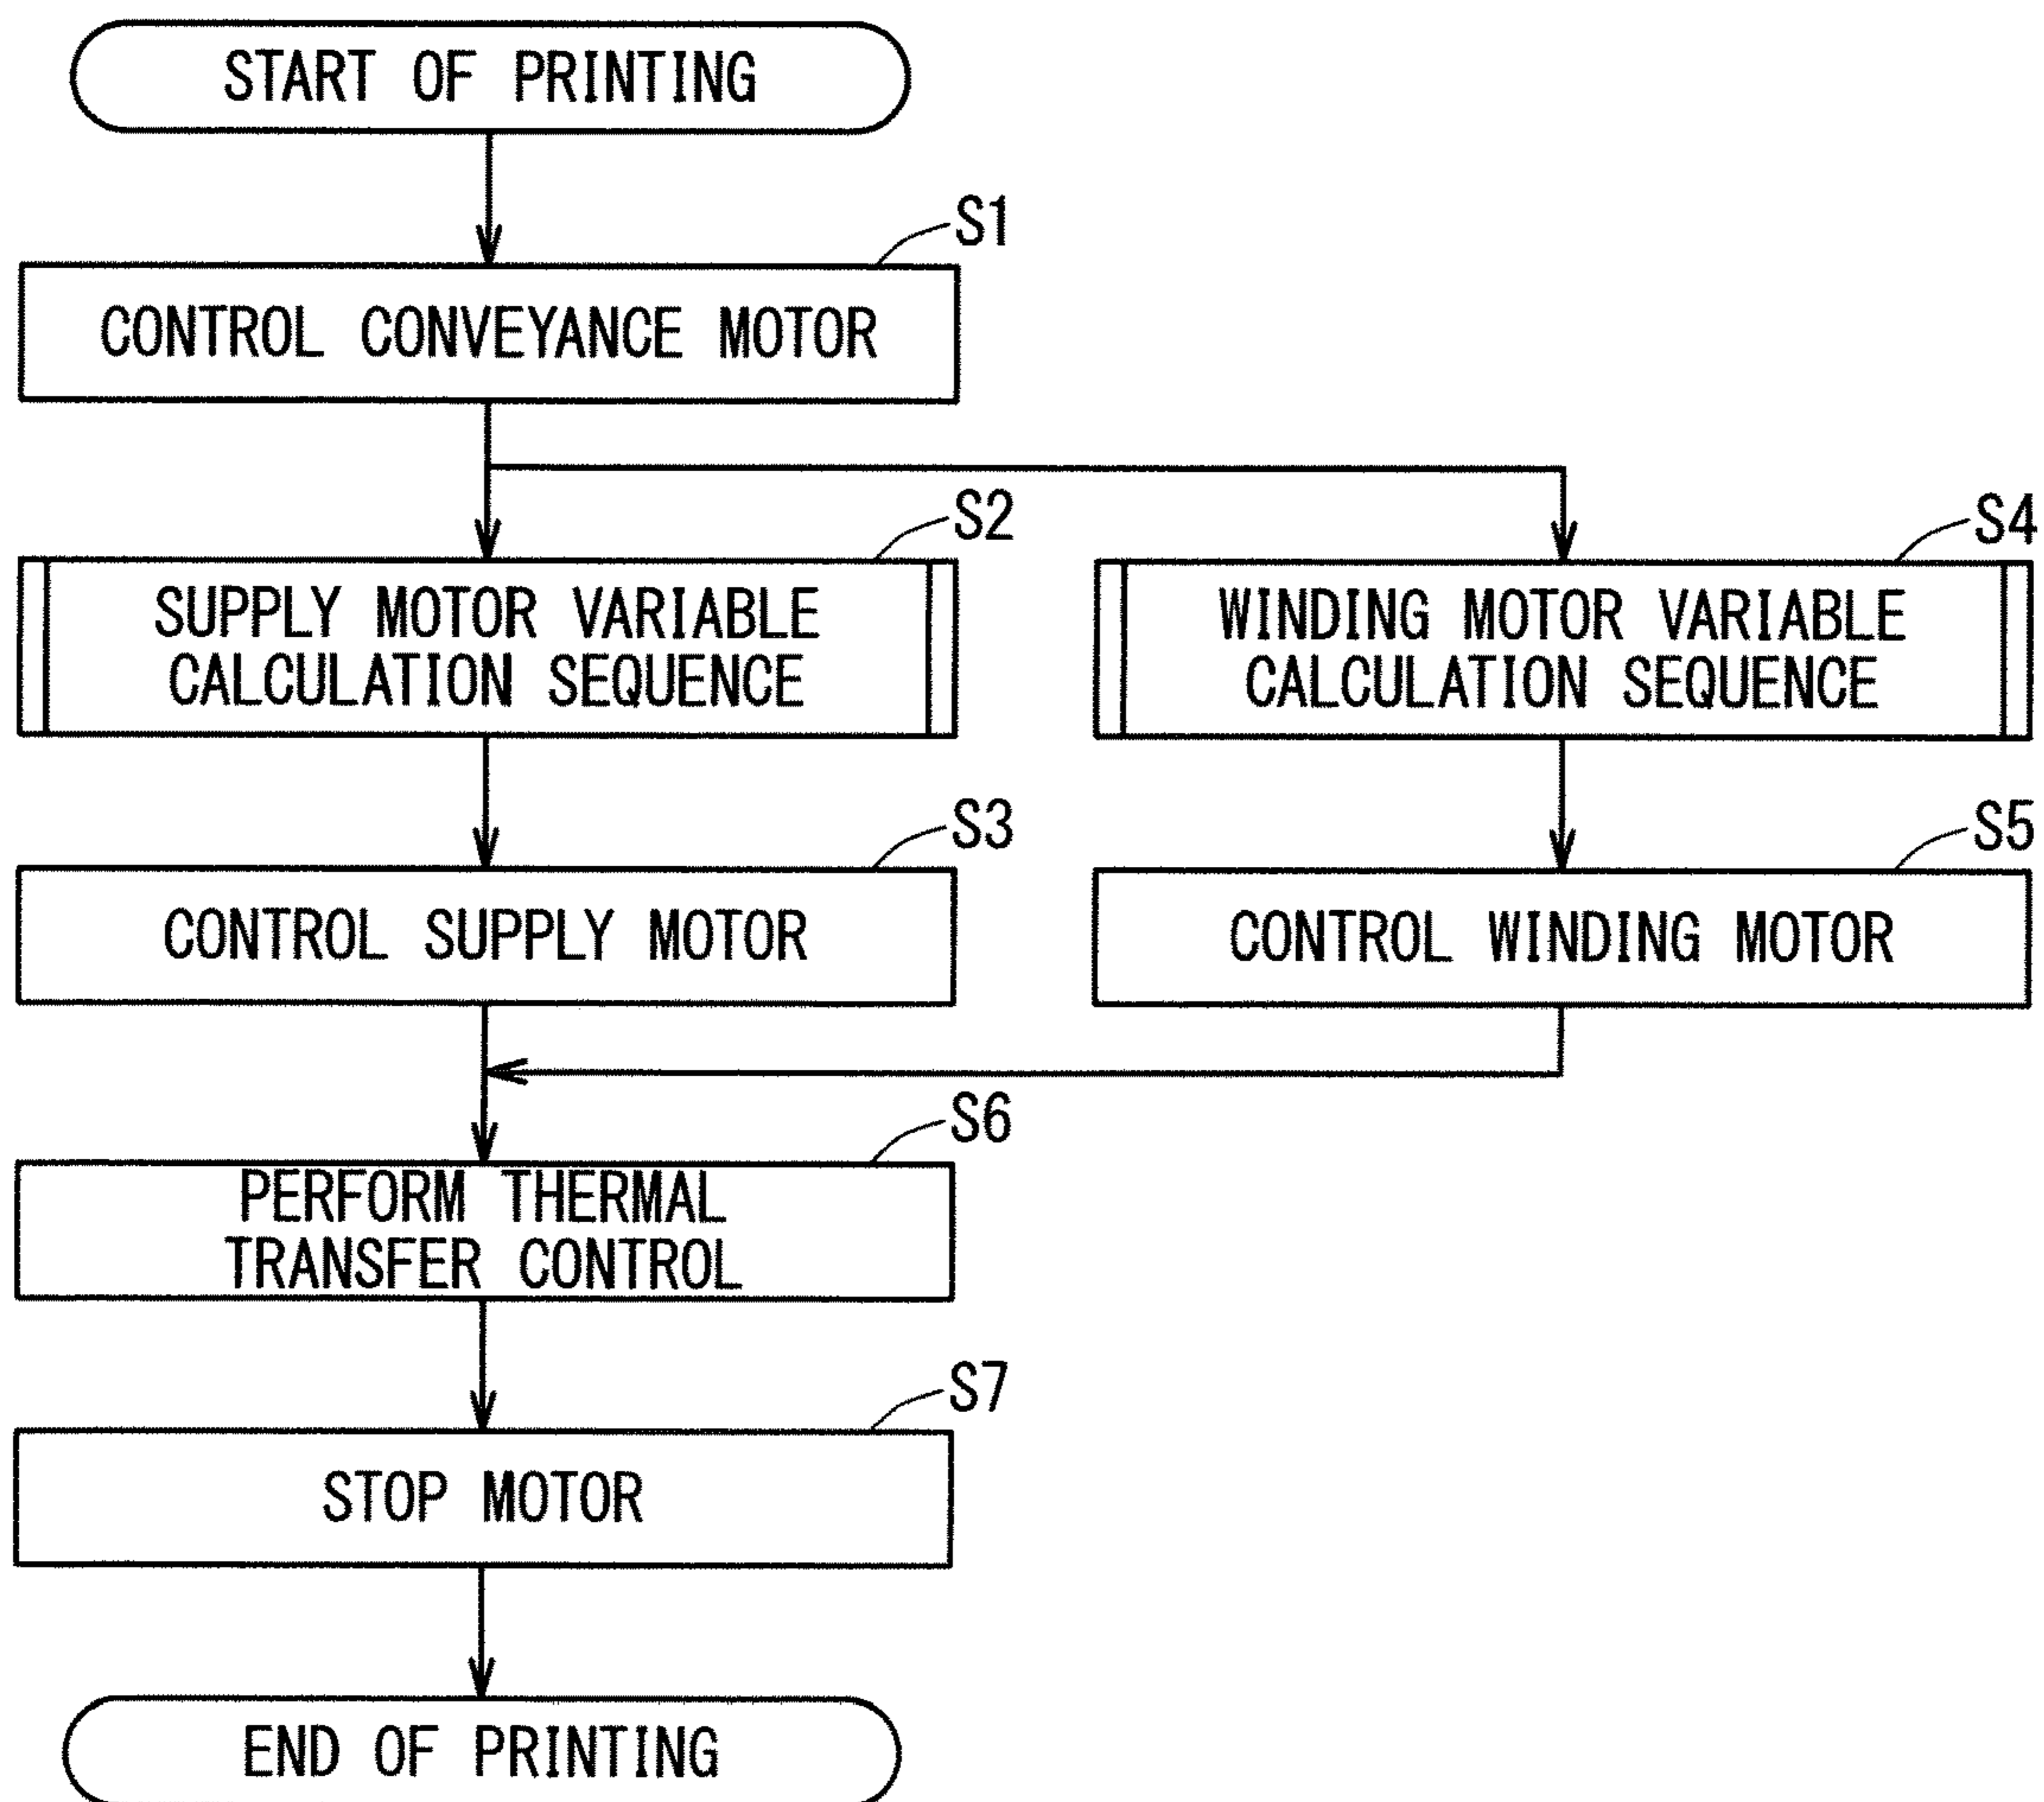 START OF PRINTING
S1
CONTROL CONVEYANCE MOTOR
S2
SUPPLY MOTOR VARIABLE
CALCULATION SEQUENCE
S4
WINDING MOTOR VARIABLE
CALCULATION SEQUENCE
S3
CONTROL SUPPLY MOTOR
S5
CONTROL WINDING MOTOR
S6
PERFORM THERMAL
TRANSFER CONTROL
S7
STOP MOTOR
END OF PRINTING